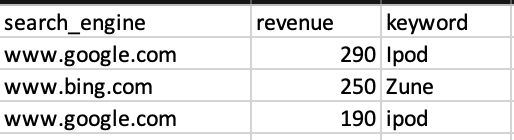 search_engine revenue keyword
www.google.com 290 Ipod
www.bing.com 250 Zune
www.google.com 190 ipod